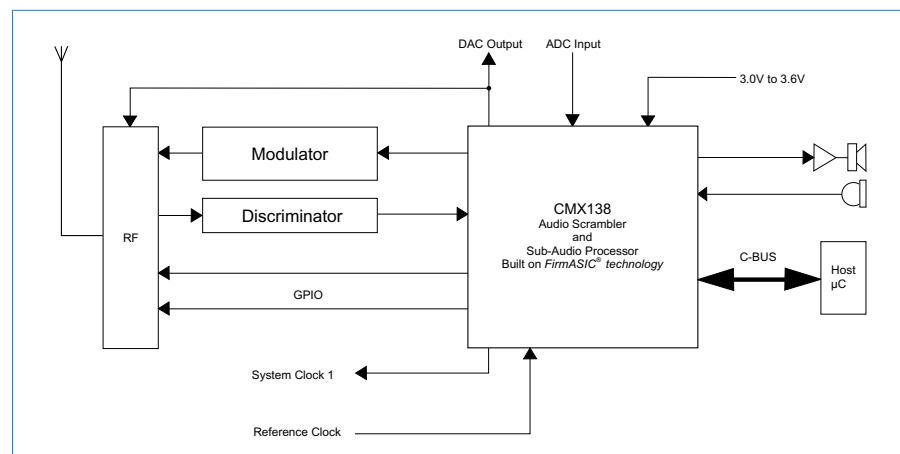 DAC Output
ADC Input
3.0V to 3.6V
Modulator
Discriminator
RF
CMX138
Audio Scrambler
and
Sub-Audio Processor
Built on FirmASIC® technology
C-BUS
Host
µC
GPIO
System Clock 1
Reference Clock